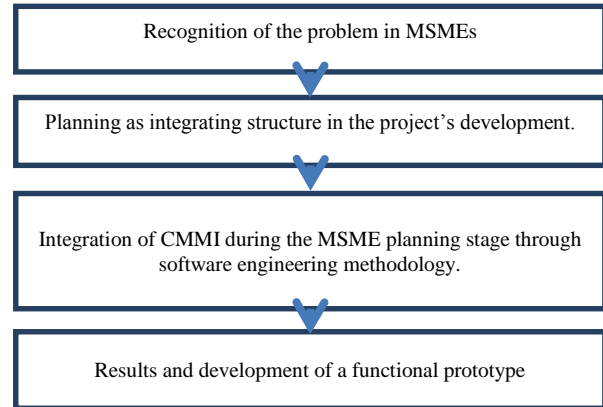 Recognition of the problem in MSMEs
Planning as integrating structure in the project’s development.
Integration of CMMI during the MSME planning stage through
software engineering methodology.
Results and development of a functional prototype